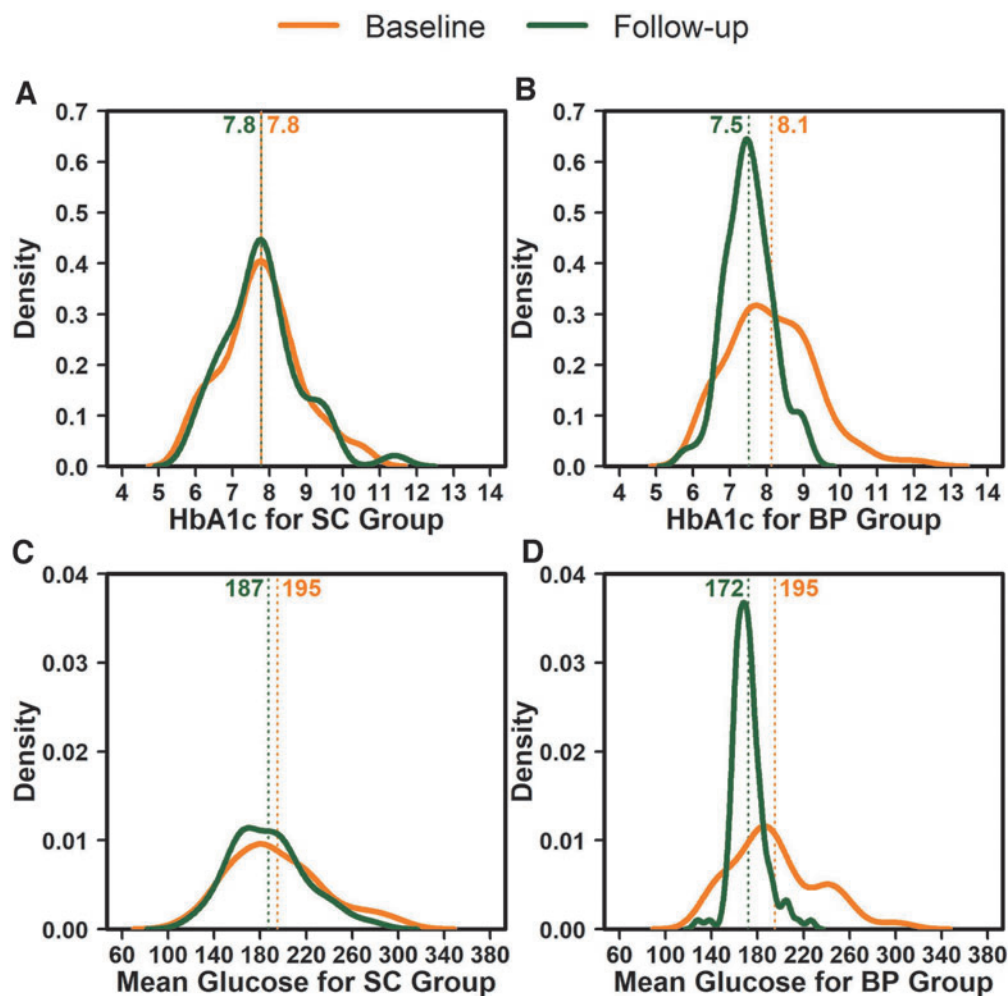 Baseline Follow-up
A
0.7
0.6
0.5
0.4
0.3
0.2
0.1
0.0
Density
7.8 7.8
4 5 6 7 8 9 10 11 12 13 14
HbA1c for SC Group
B
0.7
0.6
0.5
0.4
0.3
0.2
0.1
0.0
Density
7.5 8.1
4 5 6 7 8 9 10 11 12 13 14
HbA1c for BP Group
C
0.04
0.03
0.02
0.01
0.00
Density
187 195
60 100 140 180 220 260 300 340 380
Mean Glucose for SC Group
D
0.04
0.03
0.02
0.01
0.00
Density
172 195
60 100 140 180 220 260 300 340 380
Mean Glucose for BP Group